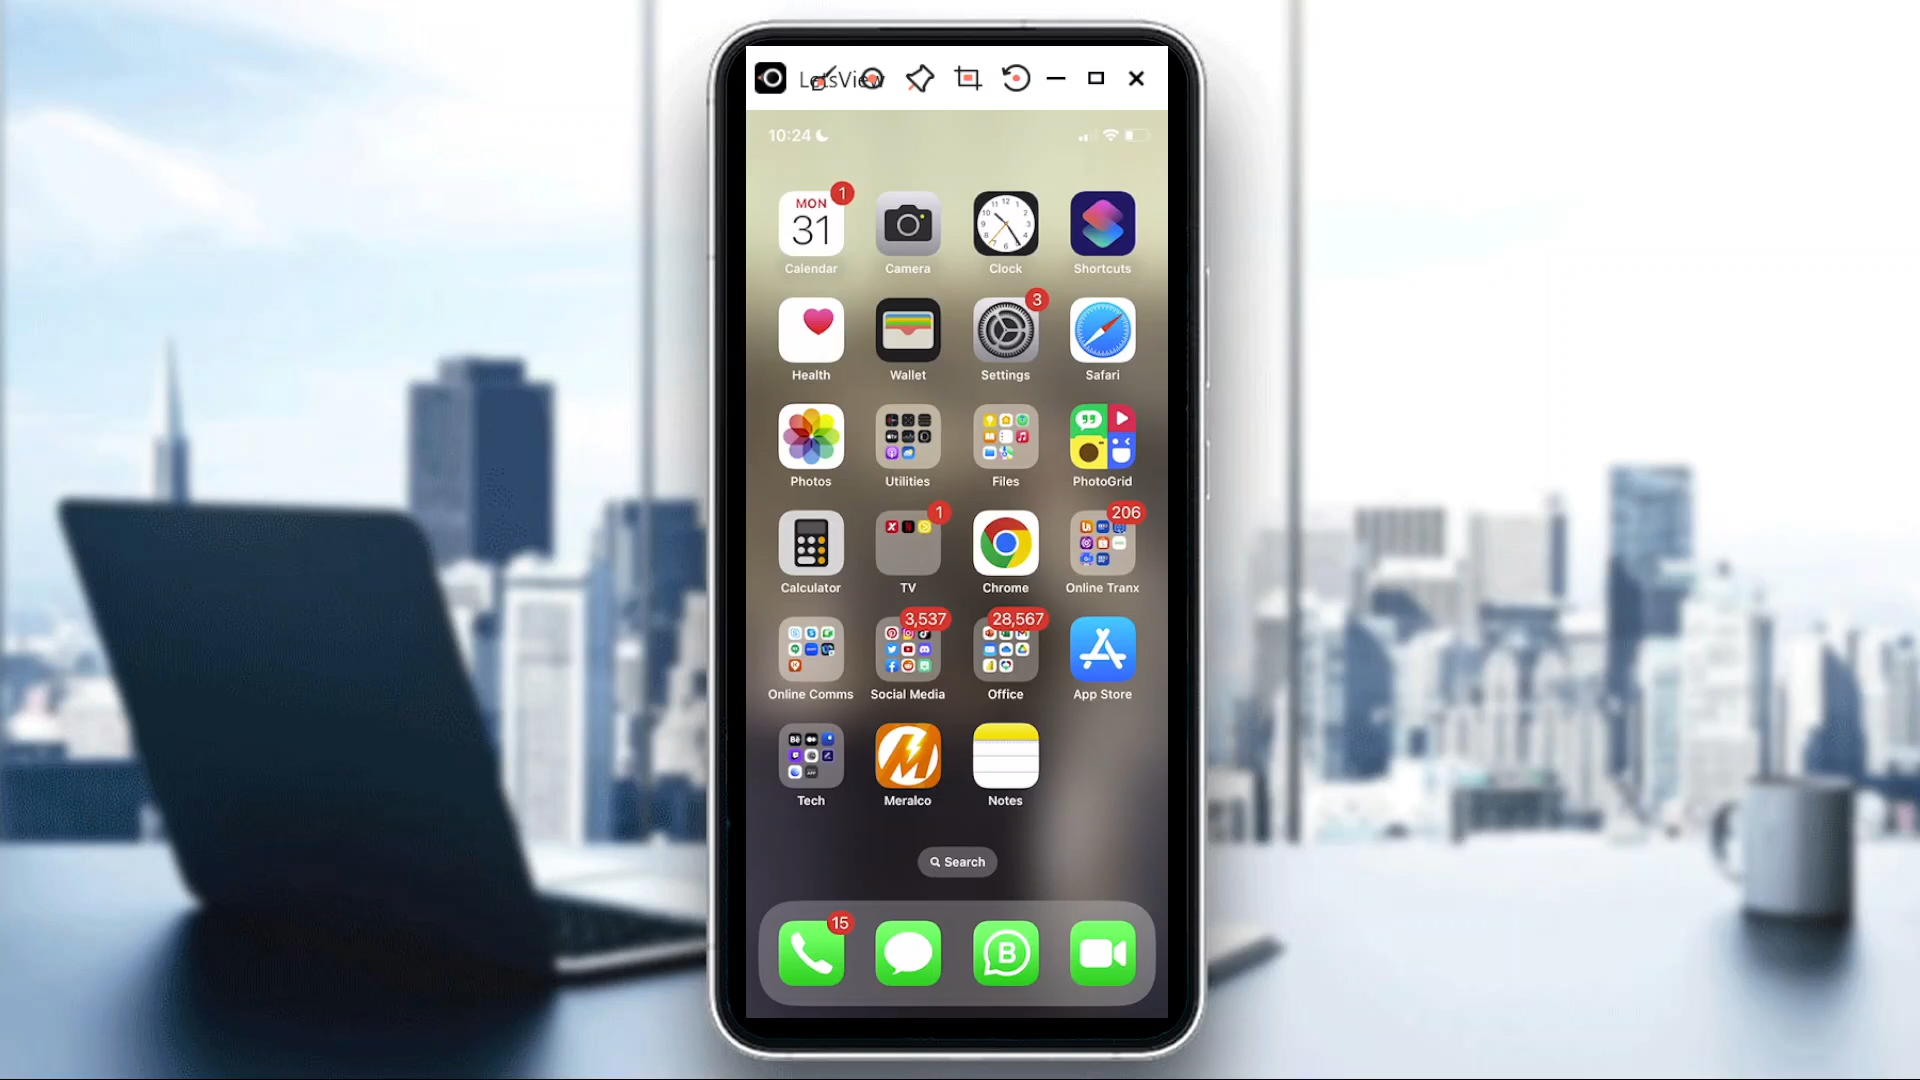 LetsView
10:24
1
MON
31
Calendar
Camera
Clock
Shortcuts
3
Health
Wallet
Settings
Safari
Photos
Utilities
Files
PhotoGrid
1
206
Calculator
TV
Chrome
Online Tranx
3,537
28,567
Online Comms
Social Media
Office
App Store
Tech
Meralco
Notes
Search
15
B